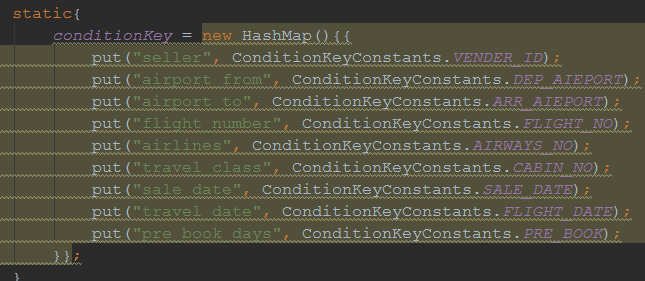 static{
conditionKey = new HashMap(){{
put("seller", ConditionKeyConstants.VENDER_ID);
put("airport from", ConditionKeyConstants.DEP_AIEPORT);
put("airport to", ConditionKeyConstants.ARR_AIEPORT);
put("flight number", ConditionKeyConstants.FLIGHT_NO);
put("airlines", ConditionKeyConstants.AIRWAYS_NO);
put("travel class", ConditionKeyConstants.CABIN_NO);
put("sale date", ConditionKeyConstants.SALE_DATE);
put("travel date", ConditionKeyConstants.FLIGHT_DATE);
put("pre book days", ConditionKeyConstants.PRE_BOOK);
}};
}